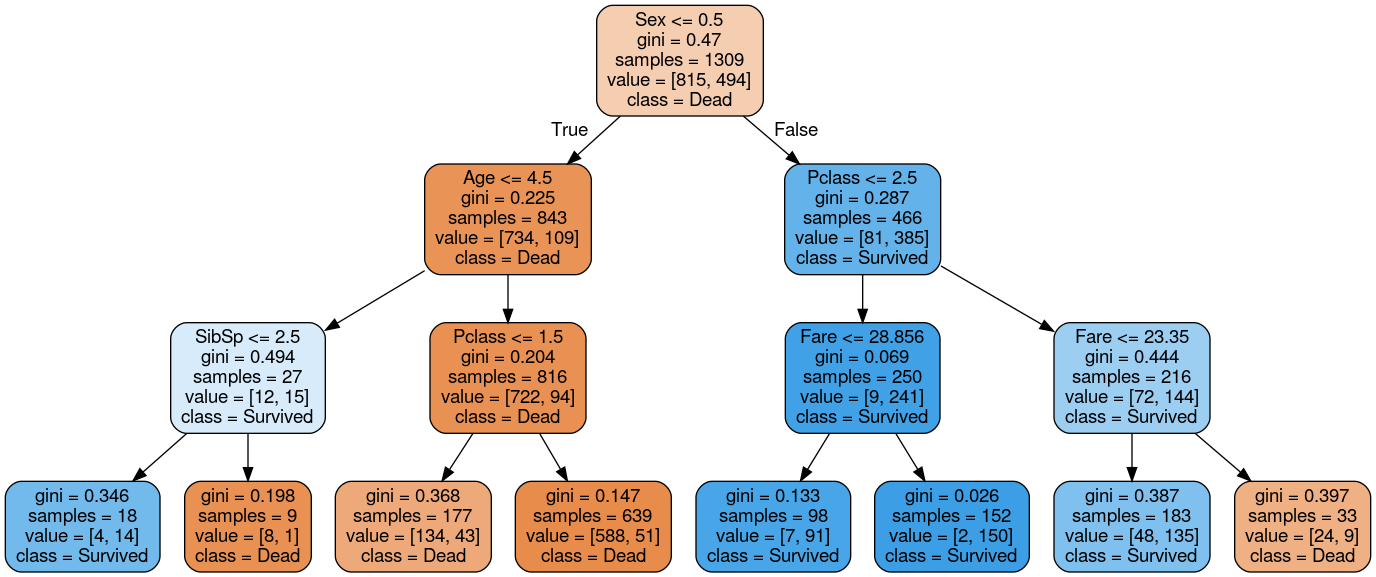 Sex <= 0.5
gini = 0.47
samples = 1309
value = [815, 494]
class = Dead
True
False
Age <= 4.5
gini = 0.225
samples = 843
value = [734, 109]
class = Dead
Pclass <= 2.5
gini = 0.287
samples = 466
value = [81, 385]
class = Survived
SibSp <= 2.5
gini = 0.494
samples = 27
value = [12, 15]
class = Survived
Pclass <= 1.5
gini = 0.204
samples = 816
value = [722, 94]
class = Dead
Fare <= 28.856
gini = 0.069
samples = 250
value = [9, 241]
class = Survived
Fare <= 23.35
gini = 0.444
samples = 216
value = [72, 144]
class = Survived
gini = 0.346
samples = 18
value = [4, 14]
class = Survived
gini = 0.198
samples = 9
value = [8, 1]
class = Dead
gini = 0.368
samples = 177
value = [134, 43]
class = Dead
gini = 0.147
samples = 639
value = [588, 51]
class = Dead
gini = 0.133
samples = 98
value = [7, 91]
class = Survived
gini = 0.026
samples = 152
value = [2, 150]
class = Survived
gini = 0.387
samples = 183
value = [48, 135]
class = Survived
gini = 0.397
samples = 33
value = [24, 9]
class = Dead